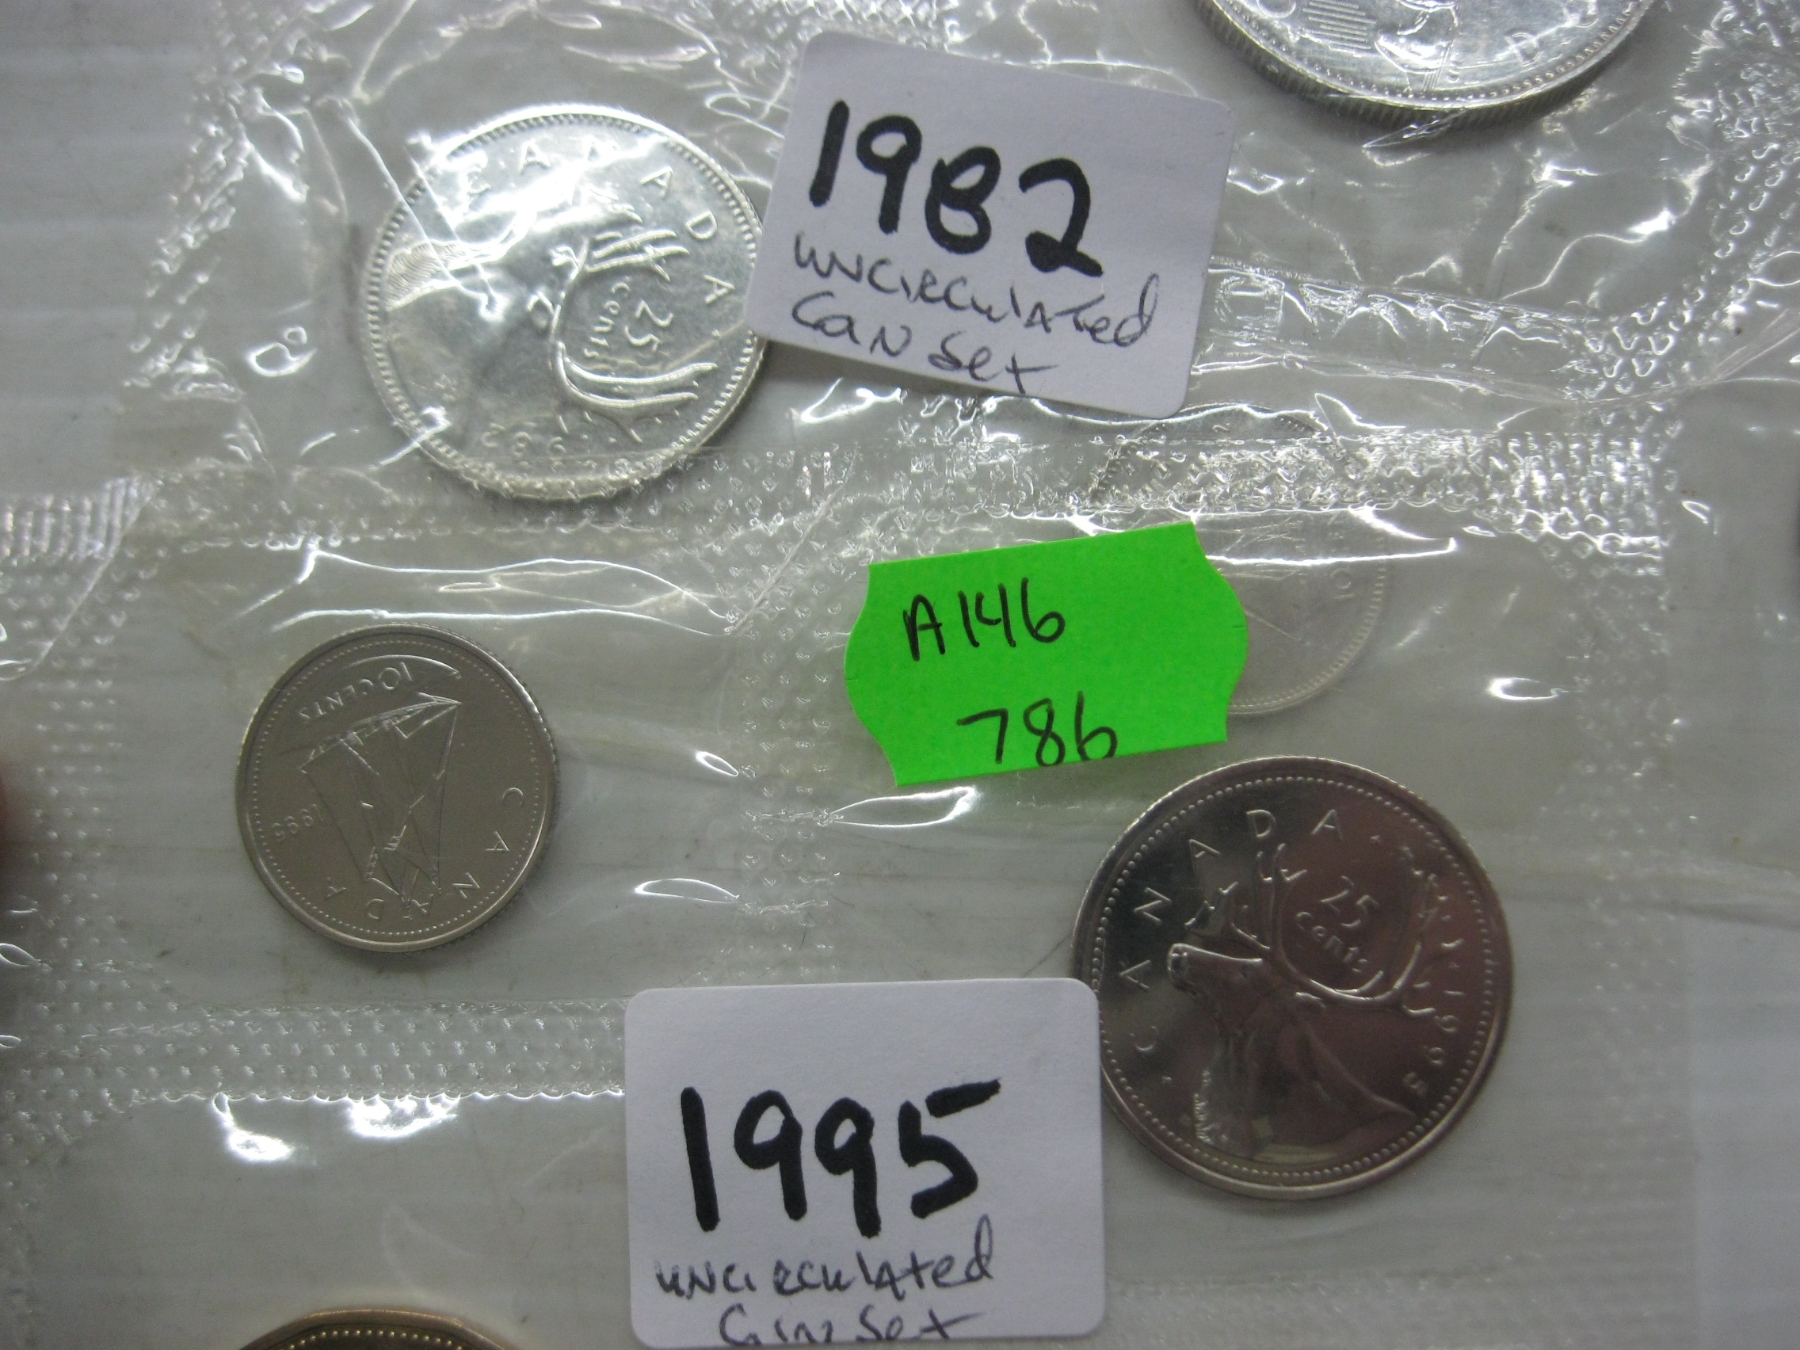 CANADA
25
cents
1982
UNCIRCULATED
Coin Set
A146
786
10 CENTS
CANADA
1995
CANADA
25
cents
1995
1995
UNCIRCULATED
Coin Set